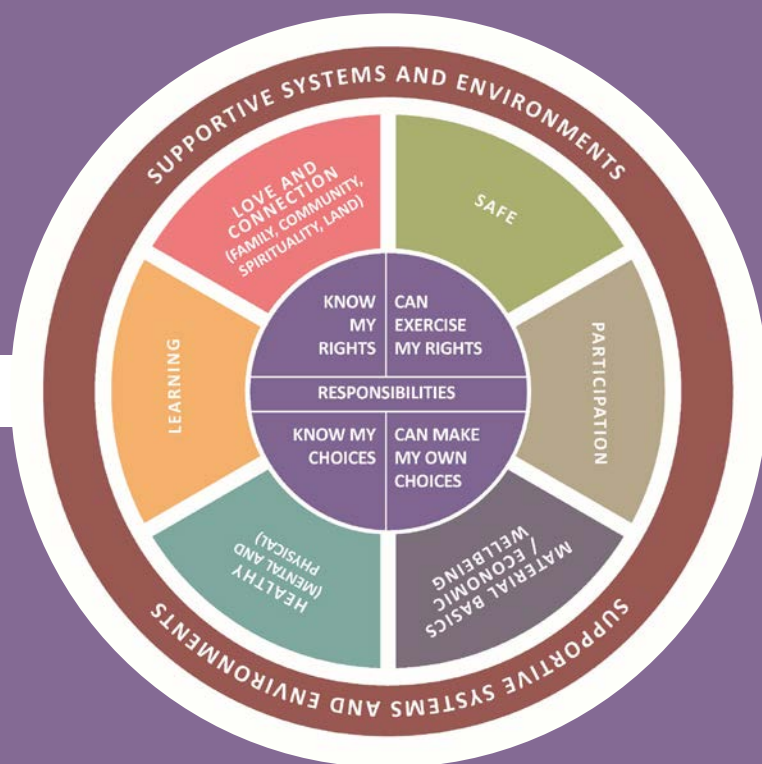 SUPPORTIVE SYSTEMS AND ENVIRONMENTS
LOVE AND
CONNECTION
(FAMILY, COMMUNITY,
SPIRITUALITY, LAND)
SAFE
PARTICIPATION
MATERIAL BASICS
/ ECONOMIC
WELLBEING
HEALTHY
(MENTAL AND
PHYSICAL)
LEARNING
KNOW
MY
RIGHTS
CAN
EXERCISE
MY RIGHTS
RESPONSIBILITIES
KNOW MY
CHOICES
CAN MAKE
MY OWN
CHOICES
SUPPORTIVE SYSTEMS AND ENVIRONMENTS